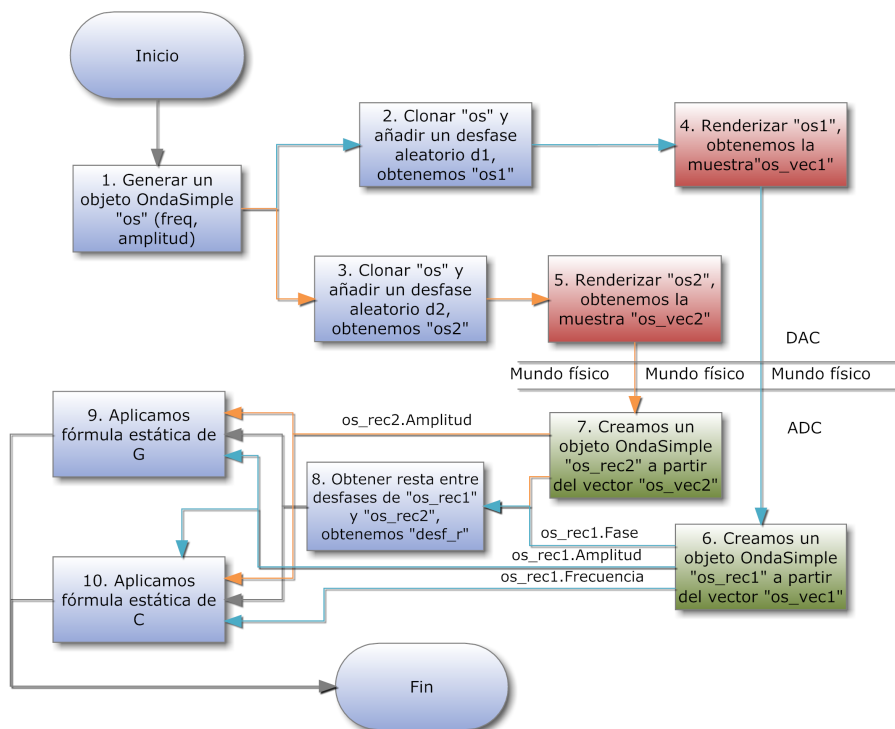 Inicio
1. Generar un
objeto OndaSimple
"os" (freq,
amplitud)
2. Clonar "os" y
añadir un desfase
aleatorio d1,
obtenemos "os1"
4. Renderizar "os1",
obtenemos la
muestra"os_vec1"
3. Clonar "os" y
añadir un desfase
aleatorio d2,
obtenemos "os2"
5. Renderizar "os2",
obtenemos la
muestra "os_vec2"
DAC
Mundo físico
Mundo físico
Mundo físico
ADC
9. Aplicamos
fórmula estática de
G
os_rec2.Amplitud
7. Creamos un
objeto OndaSimple
"os_rec2" a partir
del vector "os_vec2"
8. Obtener resta entre
desfases de "os_rec1"
y "os_rec2",
obtenemos "desf_r"
os_rec1.Fase
os_rec1.Amplitud
os_rec1.Frecuencia
6. Creamos un
objeto OndaSimple
"os_rec1" a partir
del vector "os_vec1"
10. Aplicamos
fórmula estática de
C
Fin